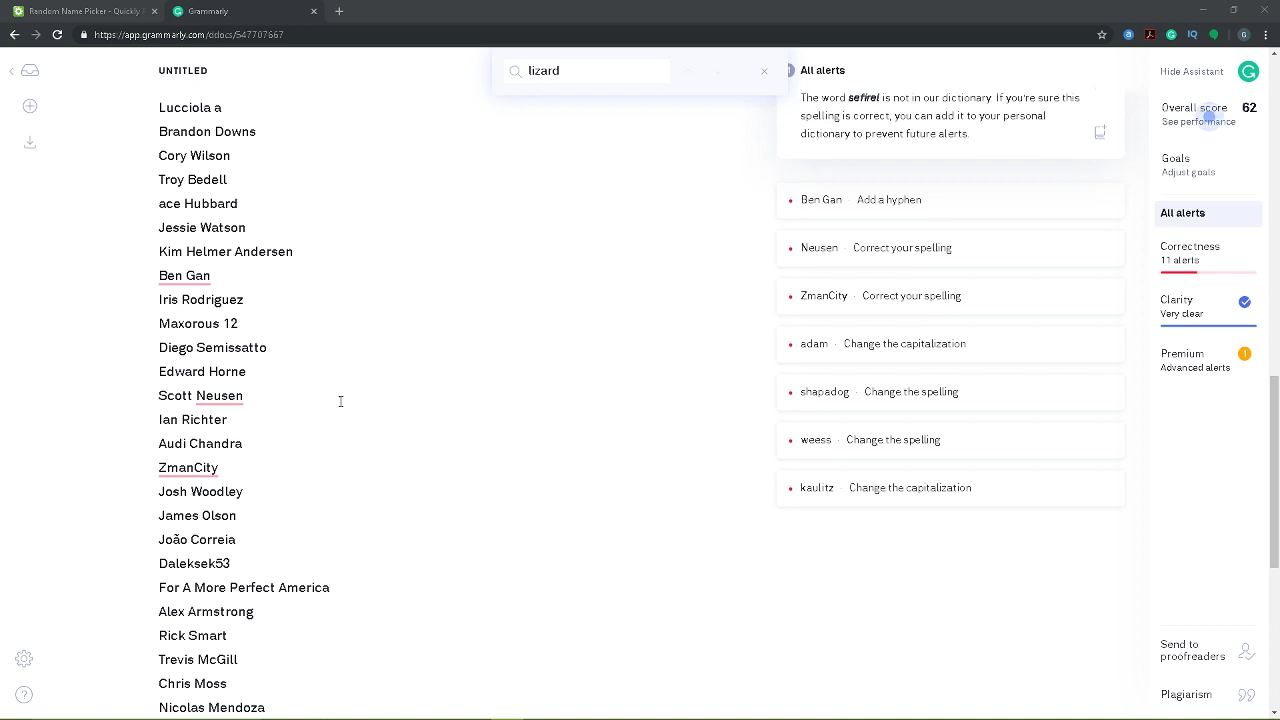 Random Name Picker - Quickly P
Grammarly
https://app.grammarly.com/ddocs/547707667
UNTITLED
lizard
All alerts
Hide Assistant
Lucciola a
Brandon Downs
Cory Wilson
Troy Bedell
ace Hubbard
Jessie Watson
Kim Helmer Andersen
Ben Gan
Iris Rodriguez
Maxorous 12
Diego Semissatto
Edward Horne
Scott Neusen
Ian Richter
Audi Chandra
ZmanCity
Josh Woodley
James Olson
João Correia
Daleksek53
For A More Perfect America
Alex Armstrong
Rick Smart
Trevis McGill
Chris Moss
Nicolas Mendoza
The word sefirel is not in our dictionary. If you're sure this
spelling is correct, you can add it to your personal
dictionary to prevent future alerts.
Ben Gan · Add a hyphen
Neusen · Correct your spelling
ZmanCity · Correct your spelling
adam · Change the capitalization
shapadog · Change the spelling
weess · Change the spelling
kaulitz · Change the capitalization
Overall score 62
See performance
Goals
Adjust goals
All alerts
Correctness
11 alerts
Clarity
Very clear
Premium 1
Advanced alerts
Send to
proofreaders
Plagiarism